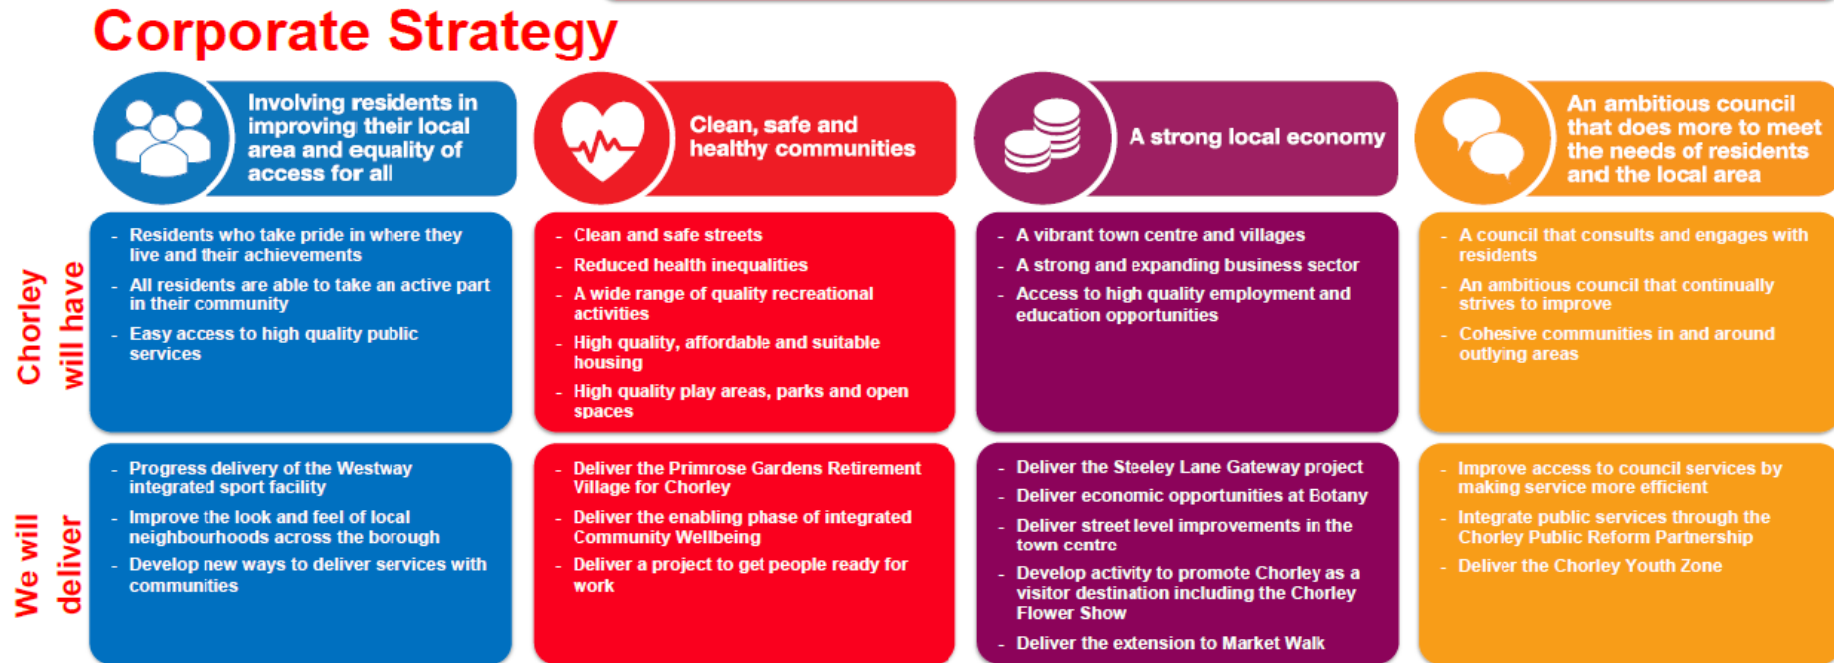 Corporate Strategy
Involving residents in
improving their local
area and equality of
access for all
Clean, safe and
healthy communities
A strong local economy
An ambitious council
that does more to meet
the needs of residents
and the local area
Chorley
will have
- Residents who take pride in where they
live and their achievements
- All residents are able to take an active part
in their community
- Easy access to high quality public
services
- Clean and safe streets
- Reduced health inequalities
- A wide range of quality recreational
activities
- High quality, affordable and suitable
housing
- High quality play areas, parks and open
spaces
- A vibrant town centre and villages
- A strong and expanding business sector
- Access to high quality employment and
education opportunities
- A council that consults and engages with
residents
- An ambitious council that continually
strives to improve
- Cohesive communities in and around
outlying areas
We will
deliver
- Progress delivery of the Westway
integrated sport facility
- Improve the look and feel of local
neighbourhoods across the borough
- Develop new ways to deliver services with
communities
- Deliver the Primrose Gardens Retirement
Village for Chorley
- Deliver the enabling phase of integrated
Community Wellbeing
- Deliver a project to get people ready for
work
- Deliver the Steeley Lane Gateway project
- Deliver economic opportunities at Botany
- Deliver street level improvements in the
town centre
- Develop activity to promote Chorley as a
visitor destination including the Chorley
Flower Show
- Deliver the extension to Market Walk
- Improve access to council services by
making service more efficient
- Integrate public services through the
Chorley Public Reform Partnership
- Deliver the Chorley Youth Zone